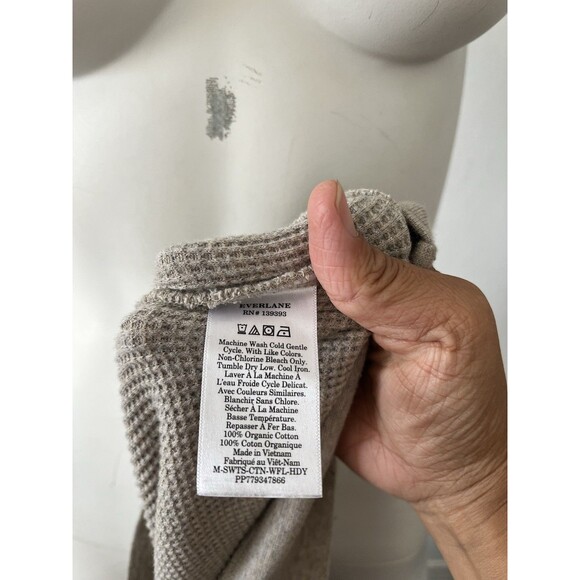 EVERLANE
RN# 139393
Machine Wash Cold Gentle
Cycle. With Like Colors.
Non-Chlorine Bleach Only.
Tumble Dry Low. Cool Iron.
Laver À La Machine À
L'eau Froide Cycle Delicat.
Avec Couleurs Similaires.
Blanchir Sans Chlore.
Sécher À La Machine
Basse Température.
Repasser À Fer Bas.
100% Organic Cotton
100% Coton Organique
Made in Vietnam
Fabriqué au Việt-Nam
M-SWTS-CTN-WFL-HDY
PP779347866